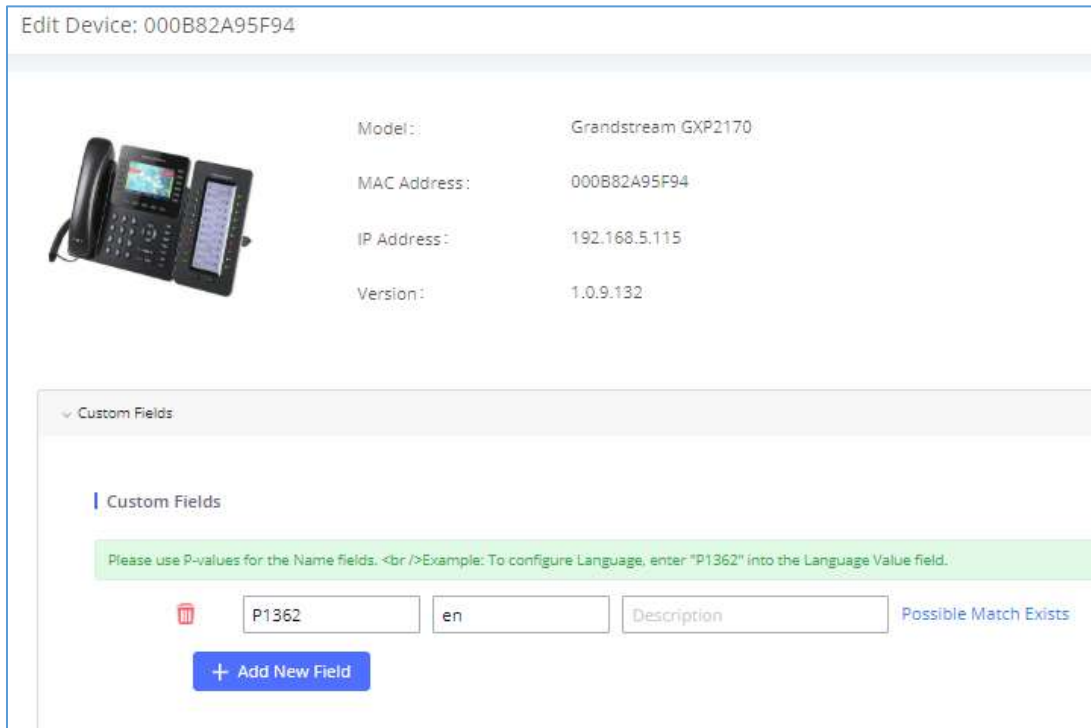 Edit Device: 000B82A95F94
Model: Grandstream GXP2170
MAC Address: 000B82A95F94
IP Address: 192.168.5.115
Version: 1.0.9.132
Custom Fields
Custom Fields
Please use P-values for the Name fields. <br />Example: To configure Language, enter "P1362" into the Language Value field.
P1362 en Description Possible Match Exists
+ Add New Field